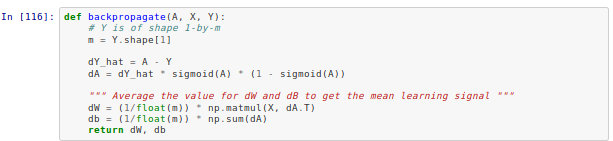 In [116]: def backpropagate(A, X, Y):
# Y is of shape 1-by-m
m = Y.shape[1]
dY_hat = A - Y
dA = dY_hat * sigmoid(A) * (1 - sigmoid(A))
""" Average the value for dW and dB to get the mean learning signal """
dW = (1/float(m)) * np.matmul(X, dA.T)
db = (1/float(m)) * np.sum(dA)
return dW, db